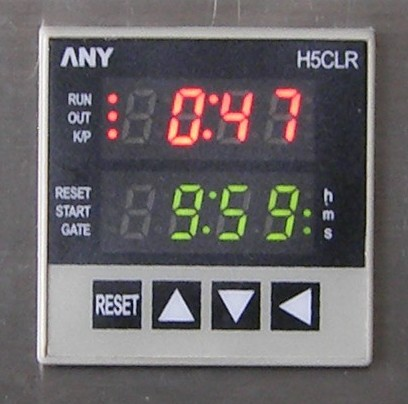 ANY H5CLR
RUN
OUT
K/P
0:47
RESET
START
GATE
9:59
h
m
s
RESET